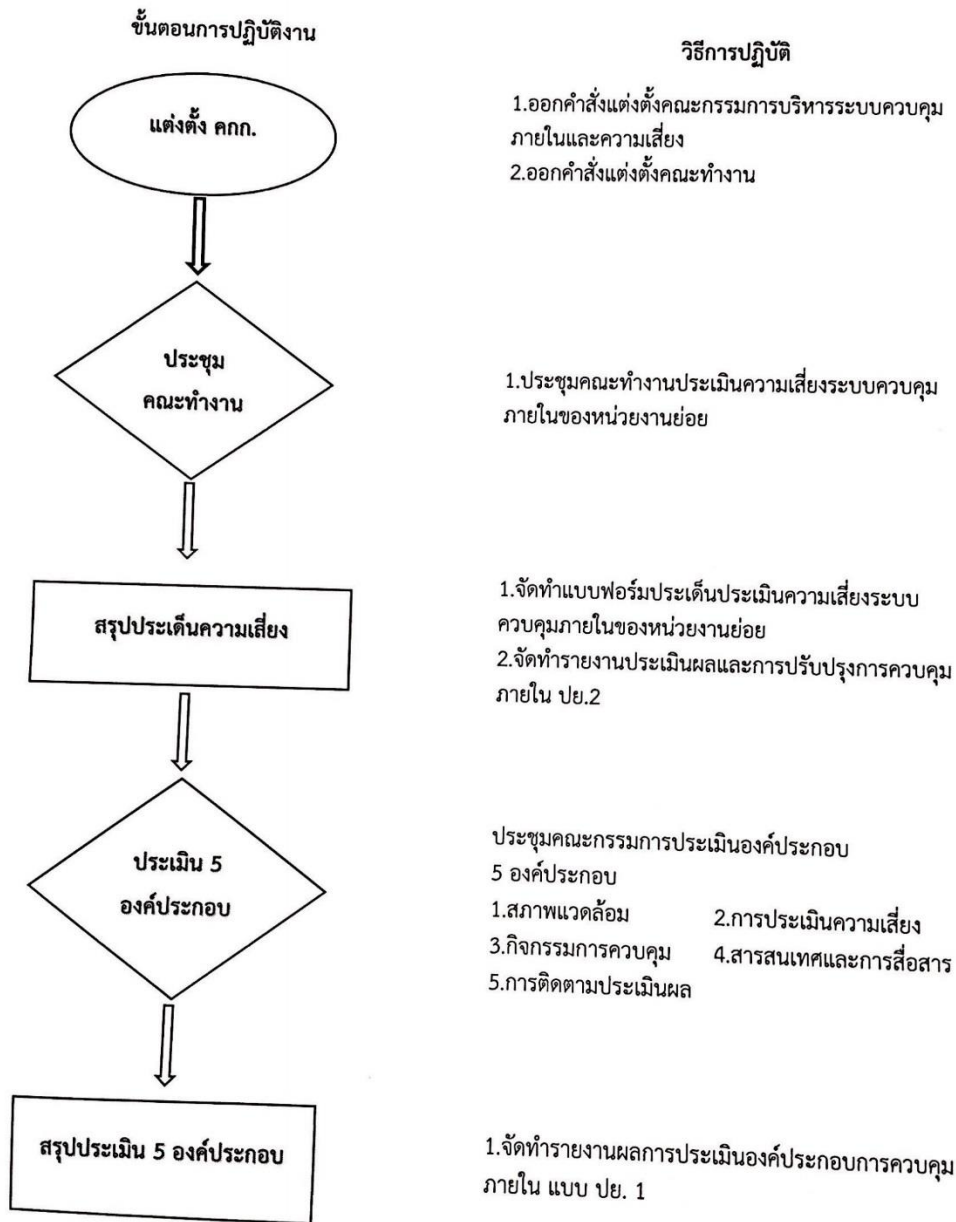 ขั้นตอนการปฏิบัติงาน
วิธีการปฏิบัติ
แต่งตั้ง คกก.
1.ออกคำสั่งแต่งตั้งคณะกรรมการบริหารระบบควบคุม
ภายในและความเสี่ยง
2.ออกคำสั่งแต่งตั้งคณะทำงาน
ประชุม
คณะทำงาน
1.ประชุมคณะทำงานประเมินความเสี่ยงระบบควบคุม
ภายในของหน่วยงานย่อย
สรุปประเด็นความเสี่ยง
1.จัดทำแบบฟอร์มประเด็นประเมินความเสี่ยงระบบ
ควบคุมภายในของหน่วยงานย่อย
2.จัดทำรายงานประเมินผลและการปรับปรุงการควบคุม
ภายใน ปย.2
ประเมิน 5
องค์ประกอบ
ประชุมคณะกรรมการประเมินองค์ประกอบ
5 องค์ประกอบ
1.สภาพแวดล้อม 2.การประเมินความเสี่ยง
3.กิจกรรมการควบคุม 4.สารสนเทศและการสื่อสาร
5.การติดตามประเมินผล
สรุปประเมิน 5 องค์ประกอบ
1.จัดทำรายงานผลการประเมินองค์ประกอบการควบคุม
ภายใน แบบ ปย. 1